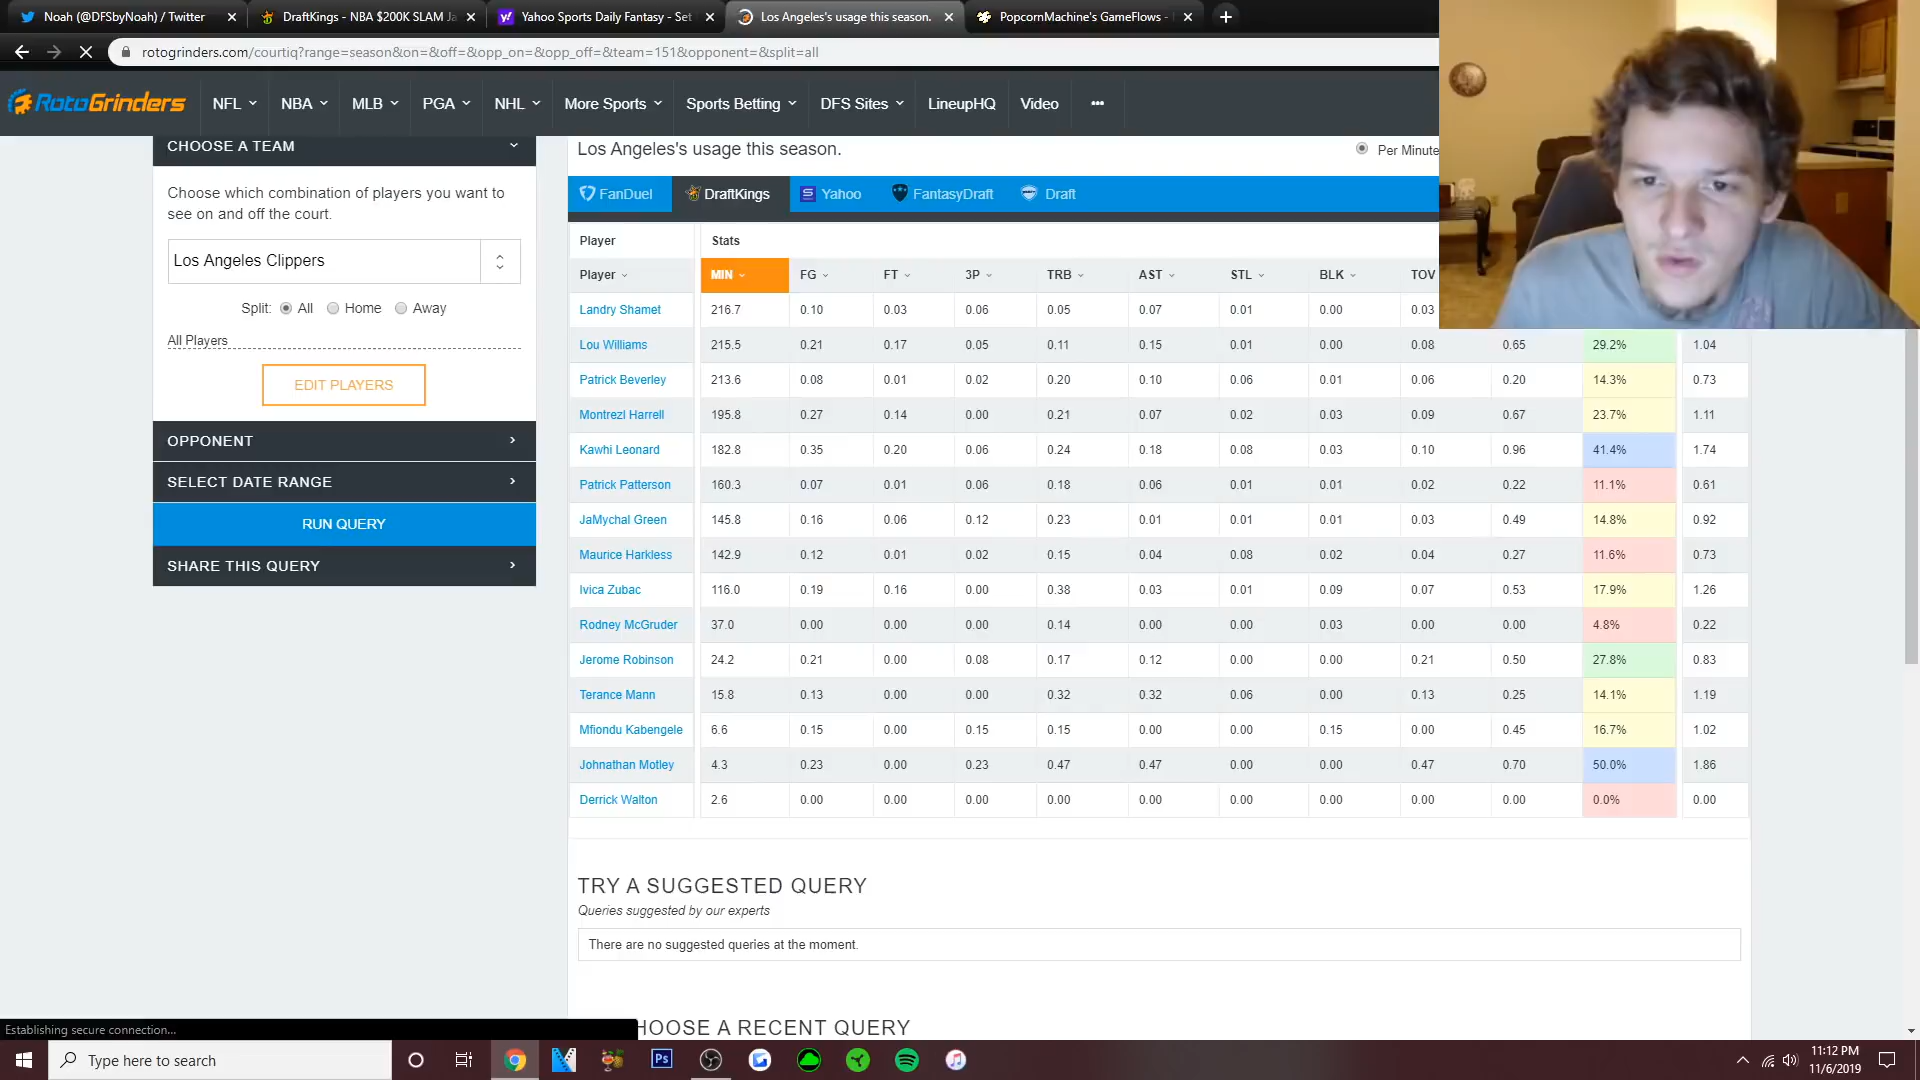 Noah (@DFSbyNoah) / Twitter
DraftKings - NBA $200K SLAM Ja
Yahoo Sports Daily Fantasy - Set
Los Angeles's usage this season.
PopcornMachine's GameFlows -
rotogrinders.com/courtiq?range=season&on=&off=&opp_on=&opp_off=&team=151&opponent=&split=all
RotoGrinders NFL NBA MLB PGA NHL More Sports Sports Betting DFS Sites LineupHQ Video
CHOOSE A TEAM
Choose which combination of players you want to
see on and off the court.
Los Angeles Clippers
Split: All Home Away
All Players
EDIT PLAYERS
OPPONENT
SELECT DATE RANGE
RUN QUERY
SHARE THIS QUERY
Los Angeles's usage this season.
Per Minute
FanDuel DraftKings Yahoo FantasyDraft Draft
Player Stats
Player MIN FG FT 3P TRB AST STL BLK TOV
Landry Shamet 216.7 0.10 0.03 0.06 0.05 0.07 0.01 0.00 0.03
Lou Williams 215.5 0.21 0.17 0.05 0.11 0.15 0.01 0.00 0.08 0.65 29.2% 1.04
Patrick Beverley 213.6 0.08 0.01 0.02 0.20 0.10 0.06 0.01 0.06 0.20 14.3% 0.73
Montrezl Harrell 195.8 0.27 0.14 0.00 0.21 0.07 0.02 0.03 0.09 0.67 23.7% 1.11
Kawhi Leonard 182.8 0.35 0.20 0.06 0.24 0.18 0.08 0.03 0.10 0.96 41.4% 1.74
Patrick Patterson 160.3 0.07 0.01 0.06 0.18 0.06 0.01 0.01 0.02 0.22 11.1% 0.61
JaMychal Green 145.8 0.16 0.06 0.12 0.23 0.01 0.01 0.01 0.03 0.49 14.8% 0.92
Maurice Harkless 142.9 0.12 0.01 0.02 0.15 0.04 0.08 0.02 0.04 0.27 11.6% 0.73
Ivica Zubac 116.0 0.19 0.16 0.00 0.38 0.03 0.01 0.09 0.07 0.53 17.9% 1.26
Rodney McGruder 37.0 0.00 0.00 0.00 0.14 0.00 0.00 0.03 0.00 0.00 4.8% 0.22
Jerome Robinson 24.2 0.21 0.00 0.08 0.17 0.12 0.00 0.00 0.21 0.50 27.8% 0.83
Terance Mann 15.8 0.13 0.00 0.00 0.32 0.32 0.06 0.00 0.13 0.25 14.1% 1.19
Mfiondu Kabengele 6.6 0.15 0.00 0.15 0.15 0.00 0.00 0.15 0.00 0.45 16.7% 1.02
Johnathan Motley 4.3 0.23 0.00 0.23 0.47 0.47 0.00 0.00 0.47 0.70 50.0% 1.86
Derrick Walton 2.6 0.00 0.00 0.00 0.00 0.00 0.00 0.00 0.00 0.00 0.0% 0.00
TRY A SUGGESTED QUERY
Queries suggested by our experts
There are no suggested queries at the moment.
HOOSE A RECENT QUERY
Establishing secure connection...
Type here to search
Ps
11:12 PM
11/6/2019